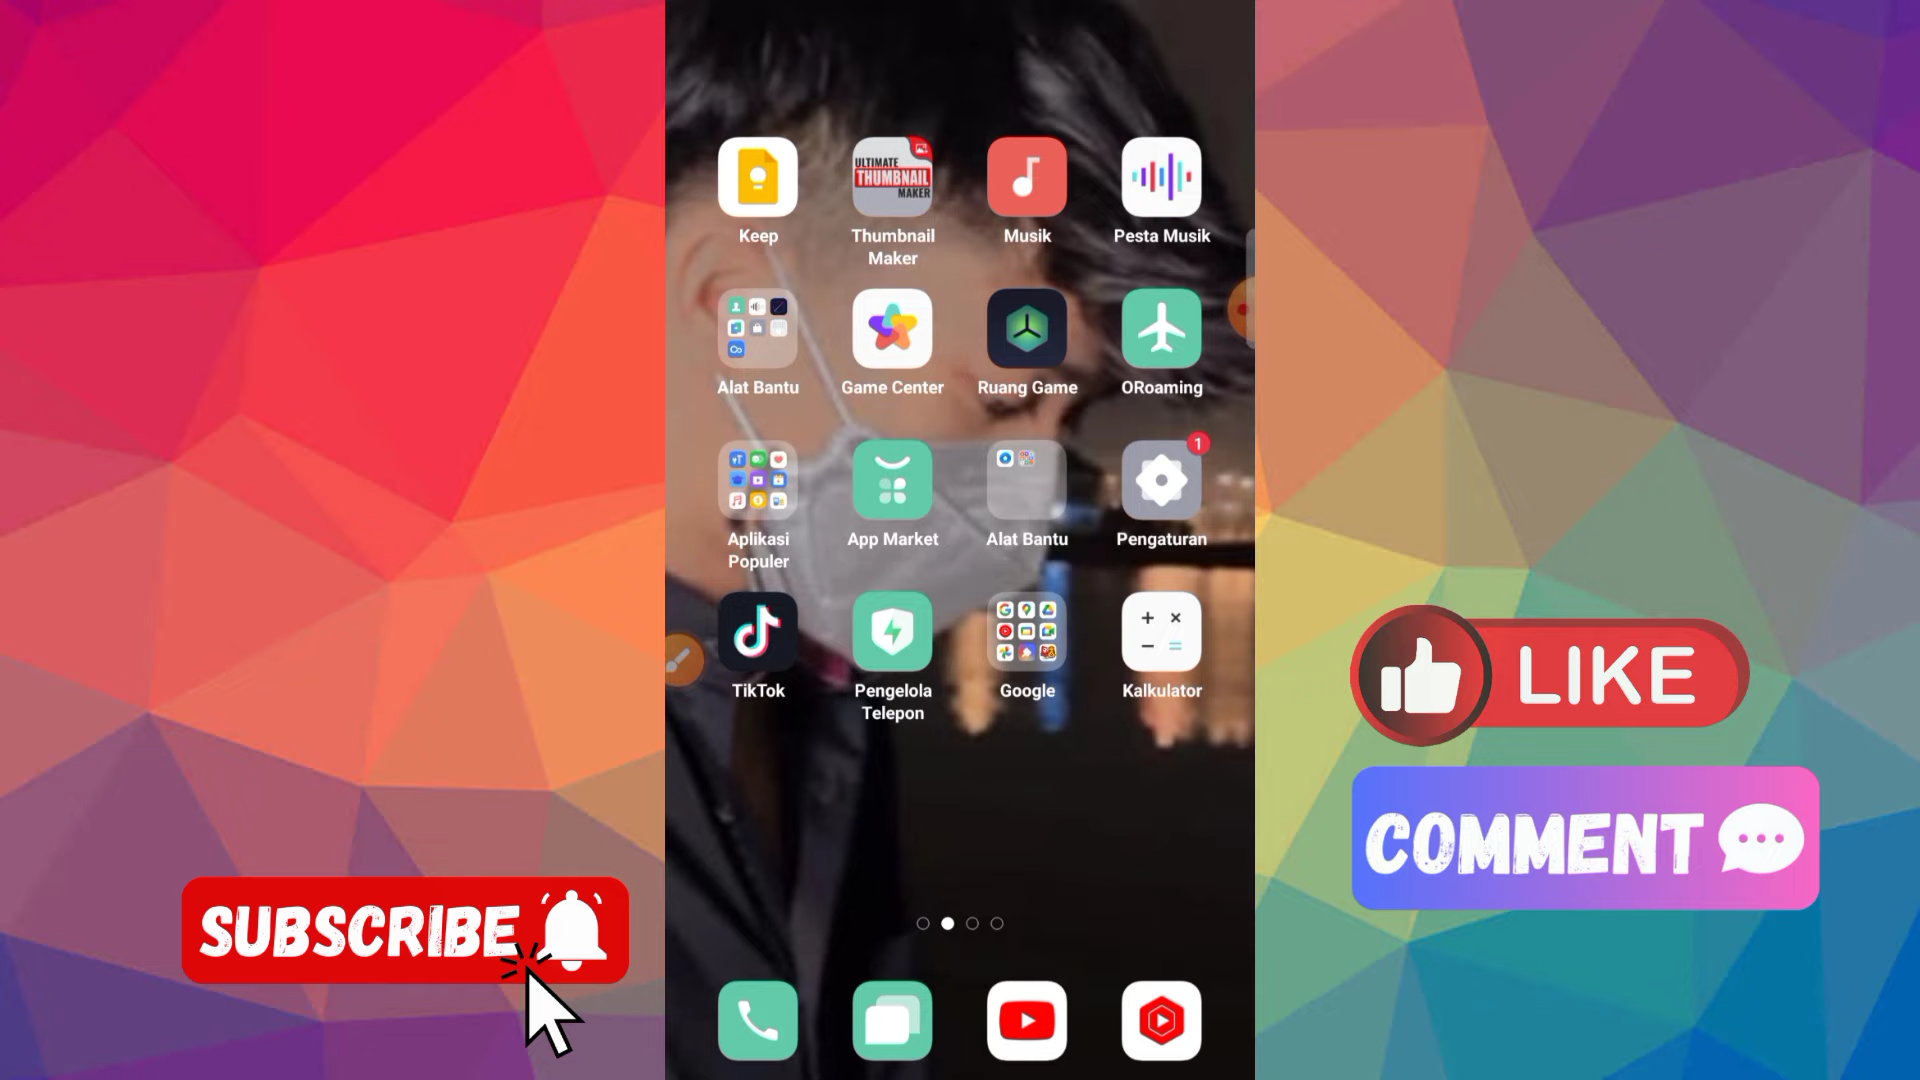 ULTIMATE
THUMBNAIL
MAKER
Keep
Thumbnail
Maker
Musik
Pesta Musik
Alat Bantu
Game Center
Ruang Game
ORoaming
1
Aplikasi
Populer
App Market
Alat Bantu
Pengaturan
TikTok
Pengelola
Telepon
Google
Kalkulator
LIKE
COMMENT
SUBSCRIBE